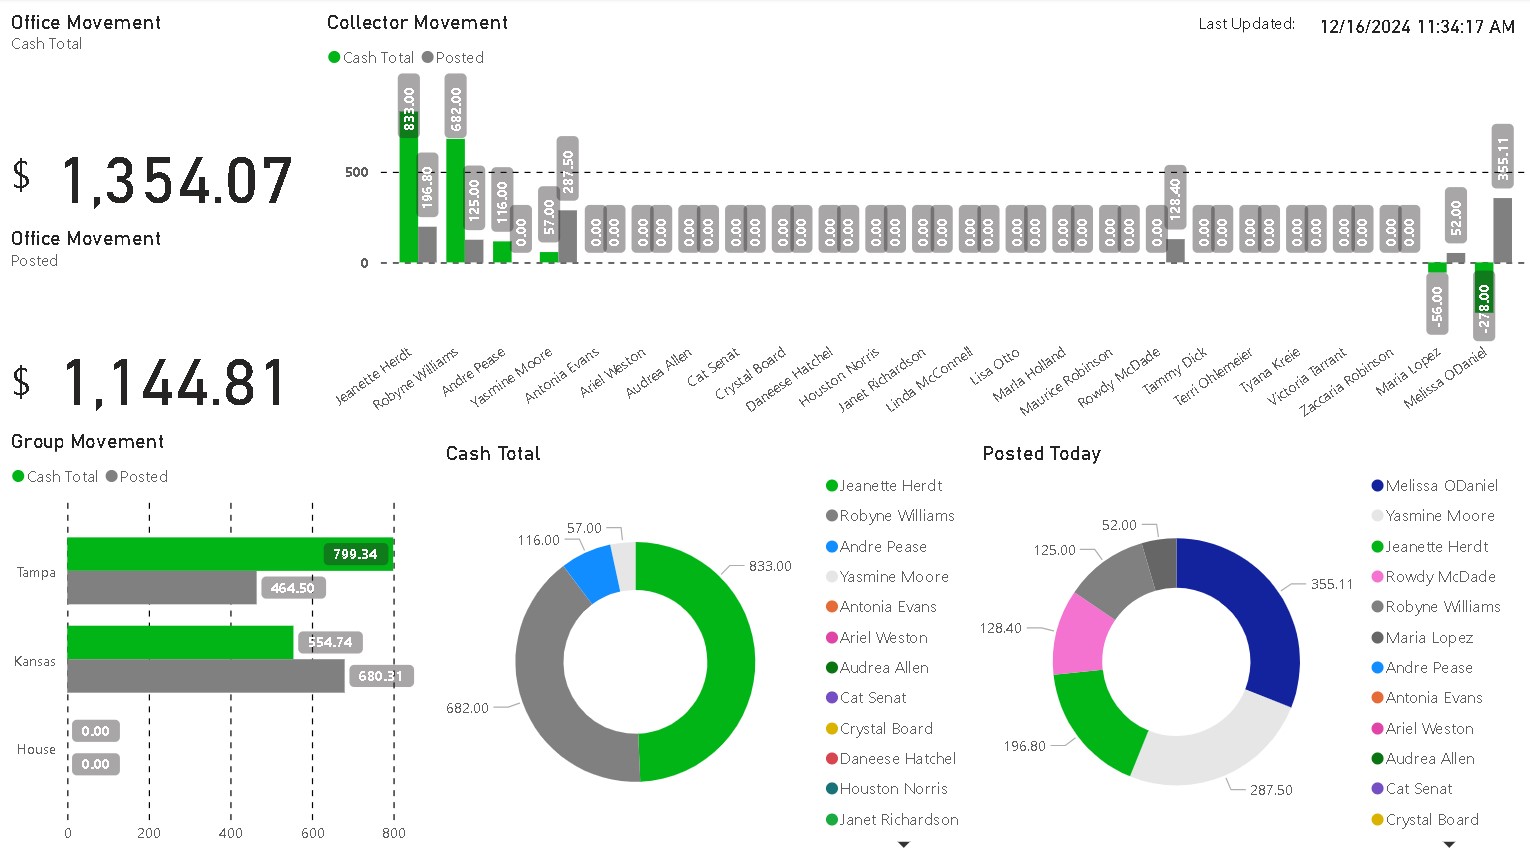 Office Movement
Cash Total
$ 1,354.07
Office Movement
Posted
$ 1,144.81
Collector Movement
Cash Total Posted
Last Updated: 12/16/2024 11:34:17 AM
500
0
833.00
196.80
682.00
125.00
116.00
0.00
57.00
287.50
0.00 0.00
0.00 0.00
0.00 0.00
0.00 0.00
0.00 0.00
0.00 0.00
0.00 0.00
0.00 0.00
0.00 0.00
0.00 0.00
0.00 0.00
0.00 0.00
0.00
128.40
0.00 0.00
0.00 0.00
0.00 0.00
0.00 0.00
0.00 0.00
-56.00
52.00
-278.00
355.11
Jeanette Herdt
Robyne Williams
Andre Pease
Yasmine Moore
Antonia Evans
Ariel Weston
Audrea Allen
Cat Senat
Crystal Board
Daneese Hatchel
Houston Norris
Janet Richardson
Linda McConnell
Lisa Otto
Marla Holland
Maurice Robinson
Rowdy McDade
Tammy Dick
Terri Ohlemeier
Tyana Kreie
Victoria Tarrant
Zaccaria Robinson
Maria Lopez
Melissa ODaniel
Group Movement
Cash Total Posted
Tampa
799.34
464.50
Kansas
554.74
680.31
House
0.00
0.00
0 200 400 600 800
Cash Total
57.00
116.00
833.00
682.00
Jeanette Herdt
Robyne Williams
Andre Pease
Yasmine Moore
Antonia Evans
Ariel Weston
Audrea Allen
Cat Senat
Crystal Board
Daneese Hatchel
Houston Norris
Janet Richardson
Posted Today
52.00
125.00
355.11
128.40
196.80
287.50
Melissa ODaniel
Yasmine Moore
Jeanette Herdt
Rowdy McDade
Robyne Williams
Maria Lopez
Andre Pease
Antonia Evans
Ariel Weston
Audrea Allen
Cat Senat
Crystal Board